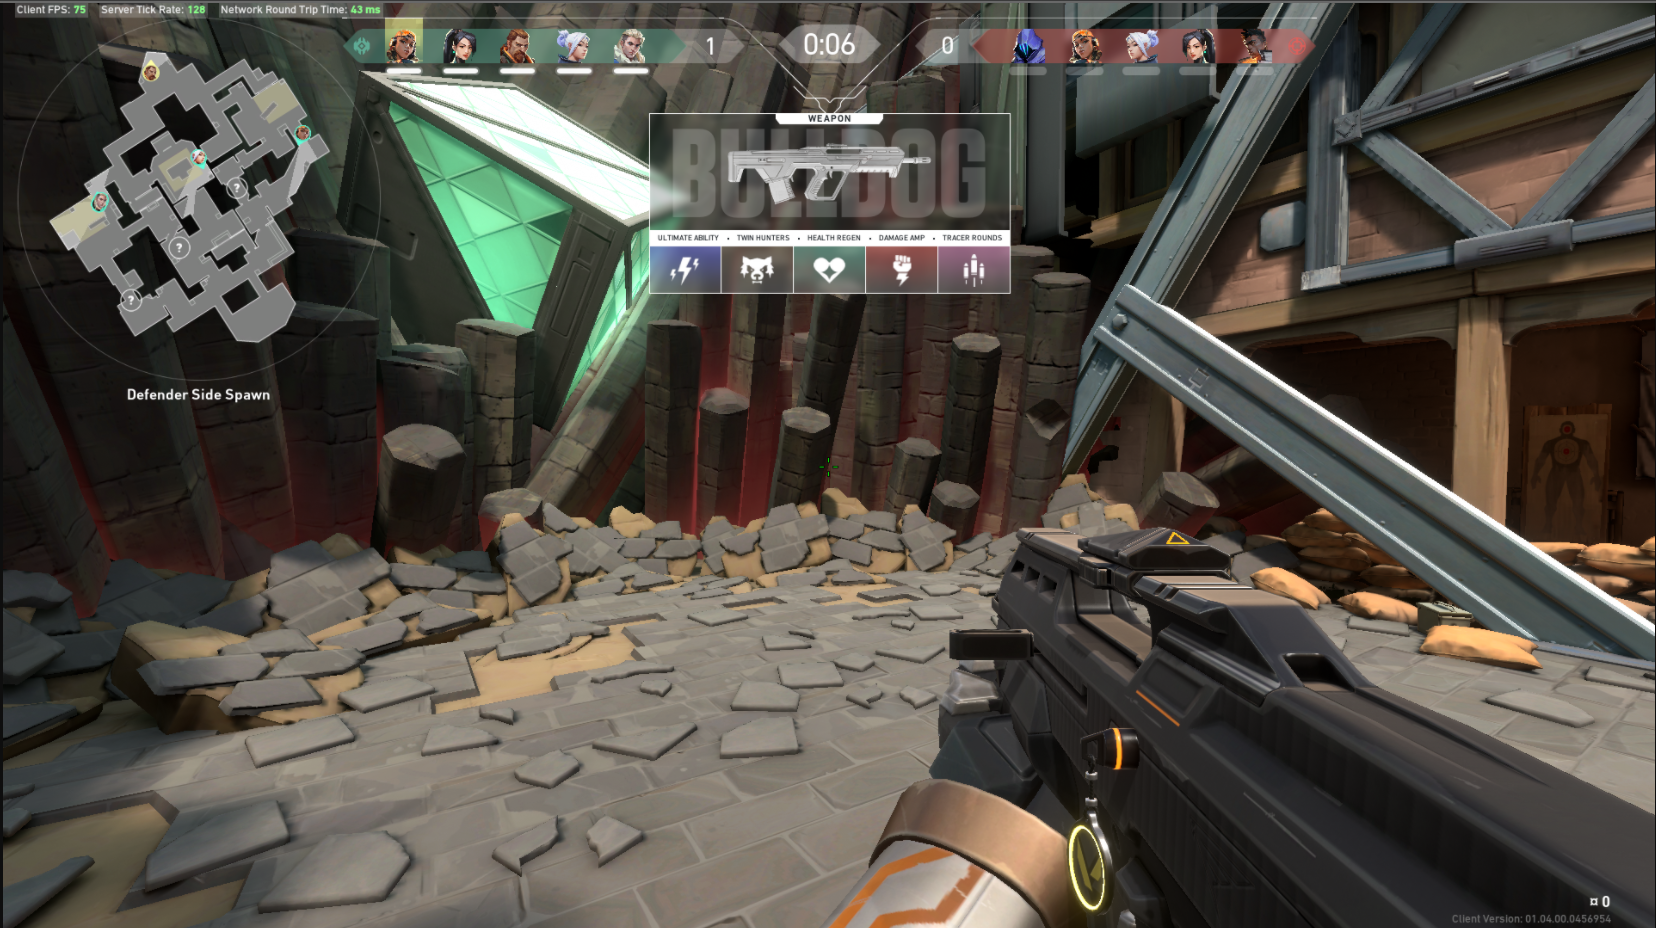 Client FPS: 75 Server Tick Rate: 128 Network Round Trip Time: 43 ms
1 0:06 0
WEAPON
BULLDOG
ULTIMATE ABILITY • TWIN HUNTERS • HEALTH REGEN • DAMAGE AMP • TRACER ROUNDS
?
?
?
Defender Side Spawn
¤ 0
Client Version: 01.04.00.0456954